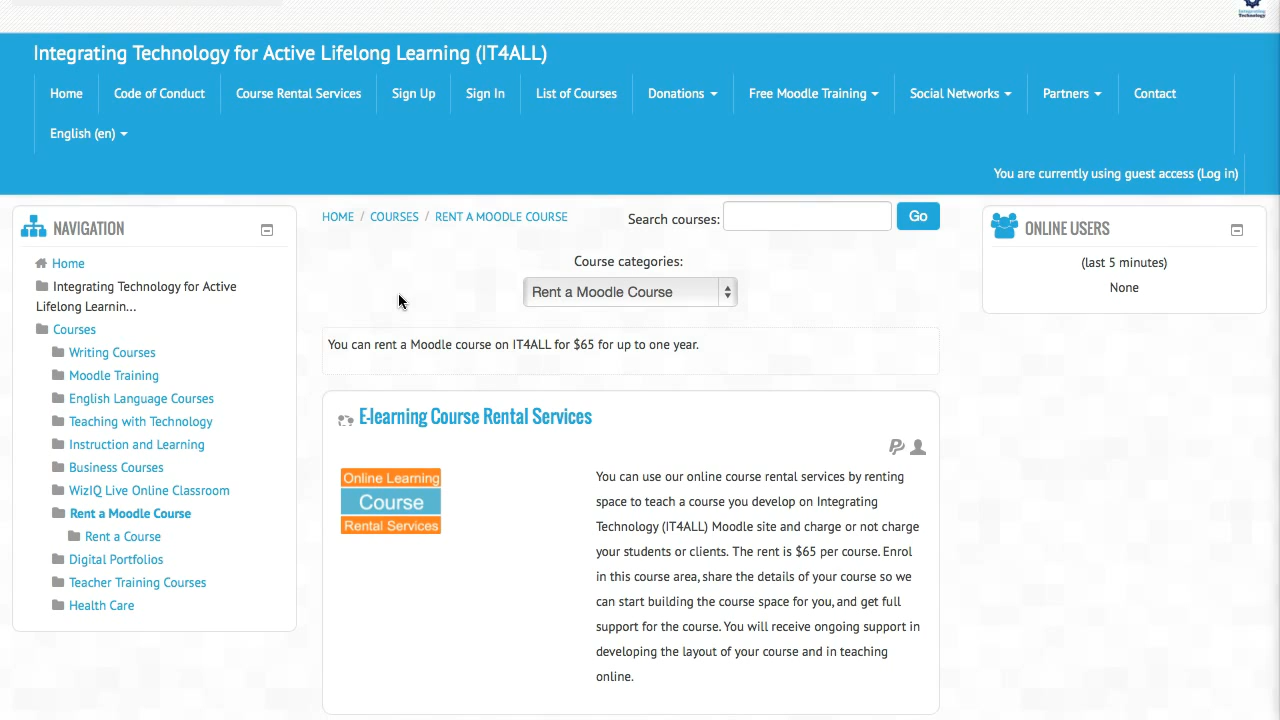 Integrating
Technology
Integrating Technology for Active Lifelong Learning (IT4ALL)
Home
Code of Conduct
Course Rental Services
Sign Up
Sign In
List of Courses
Donations
Free Moodle Training
Social Networks
Partners
Contact
English (en)
You are currently using guest access (Log in)
NAVIGATION
Home
Integrating Technology for Active
Lifelong Learnin...
Courses
Writing Courses
Moodle Training
English Language Courses
Teaching with Technology
Instruction and Learning
Business Courses
WizIQ Live Online Classroom
Rent a Moodle Course
Rent a Course
Digital Portfolios
Teacher Training Courses
Health Care
HOME / COURSES / RENT A MOODLE COURSE
Search courses:
Go
Course categories:
Rent a Moodle Course
You can rent a Moodle course on IT4ALL for $65 for up to one year.
E-learning Course Rental Services
Online Learning
Course
Rental Services
You can use our online course rental services by renting
space to teach a course you develop on Integrating
Technology (IT4ALL) Moodle site and charge or not charge
your students or clients. The rent is $65 per course. Enrol
in this course area, share the details of your course so we
can start building the course space for you, and get full
support for the course. You will receive ongoing support in
developing the layout of your course and in teaching
online.
ONLINE USERS
(last 5 minutes)
None